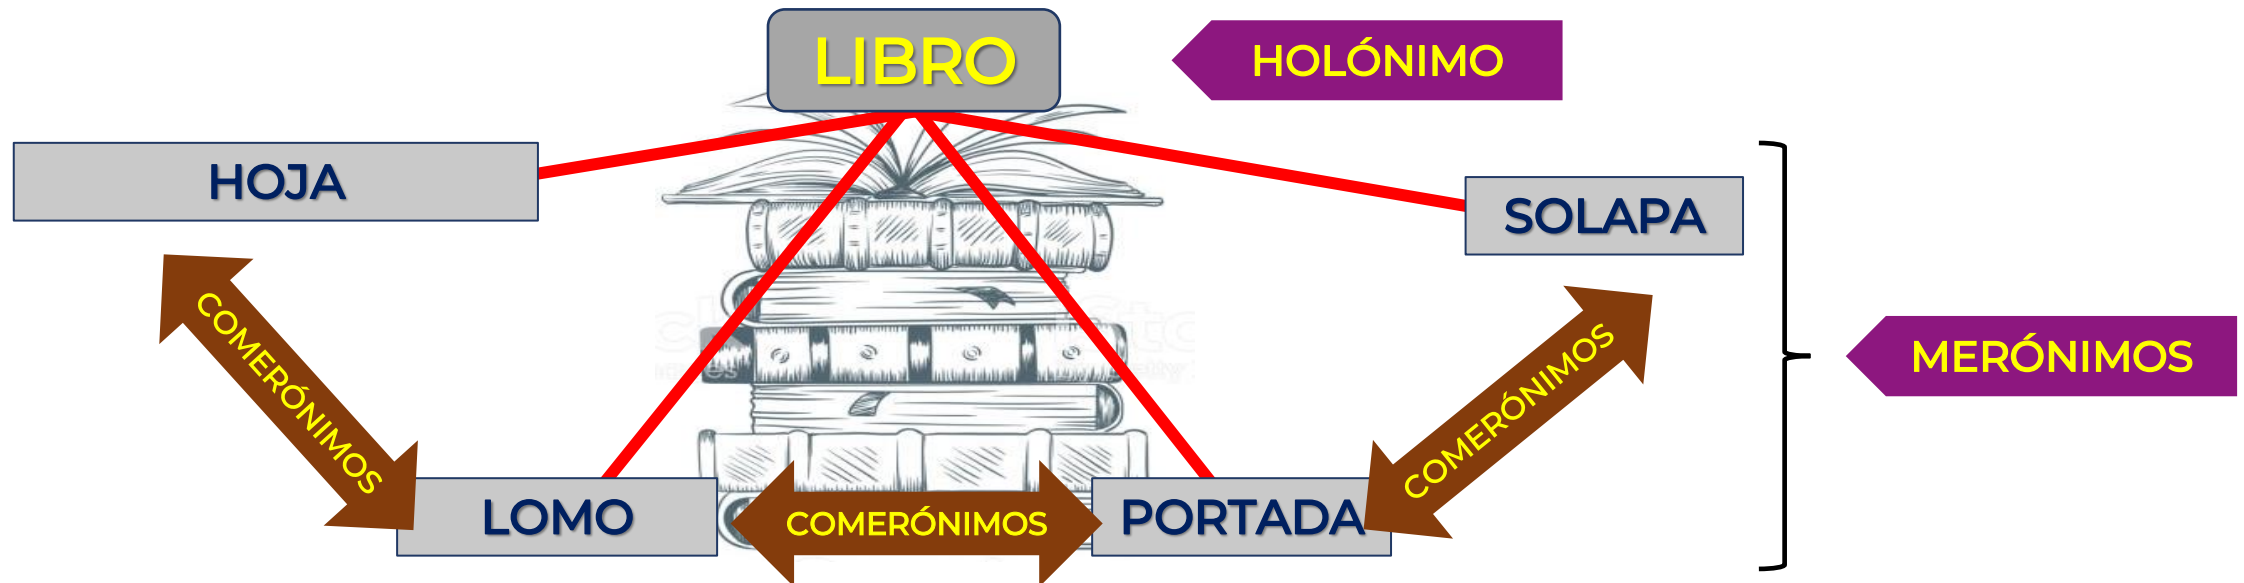 LIBRO
HOLÓNIMO
HOJA
SOLAPA
COMERÓNIMOS
COMERÓNIMOS
MERÓNIMOS
LOMO
COMERÓNIMOS
PORTADA